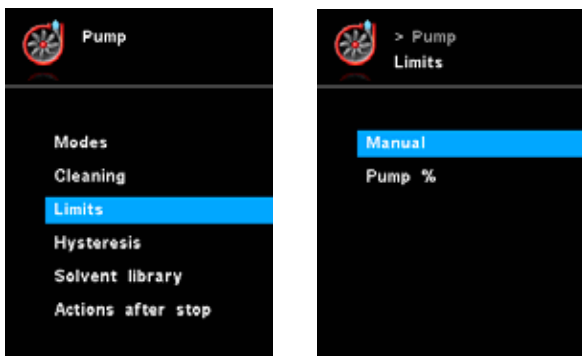 Pump
Modes
Cleaning
Limits
Hysteresis
Solvent library
Actions after stop
> Pump
Limits
Manual
Pump %